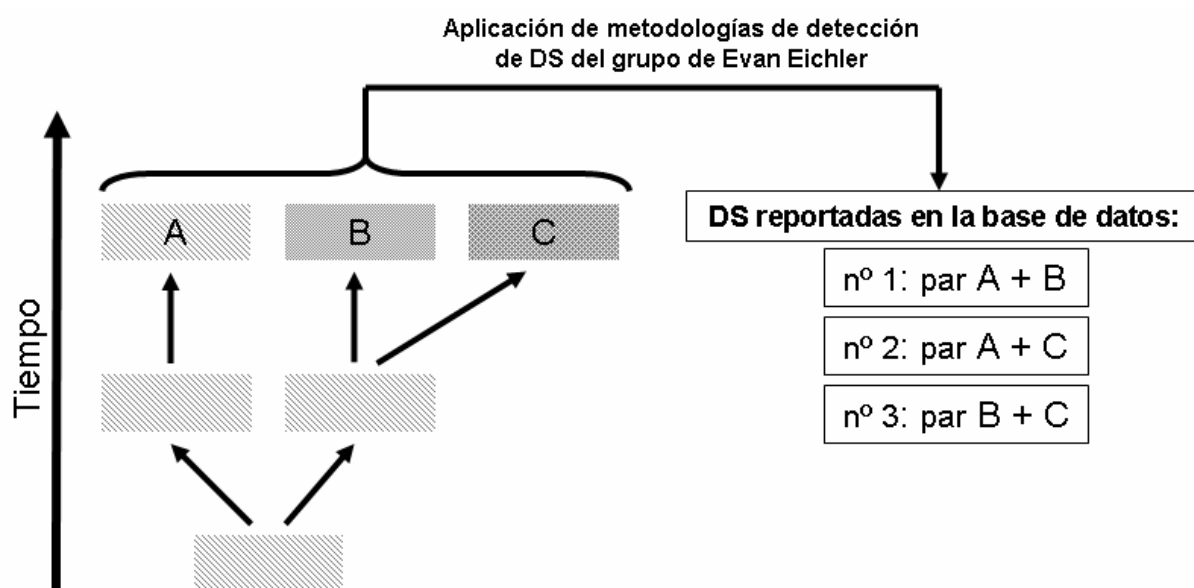 Aplicación de metodologías de detección
de DS del grupo de Evan Eichler
Tiempo
A
B
C
DS reportadas en la base de datos:
nº 1: par A + B
nº 2: par A + C
nº 3: par B + C